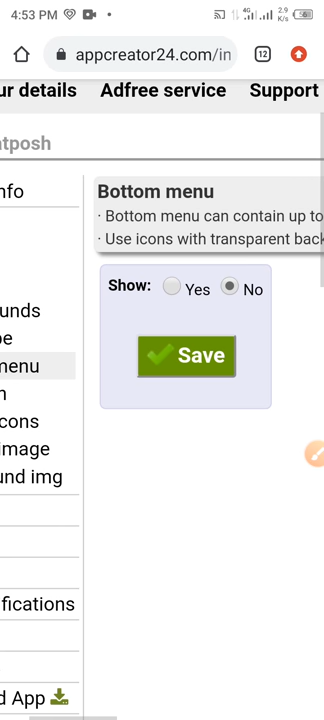 4:53 PM 4G 2.9 K/s
appcreator24.com/in 12
ur details Adfree service Support
tposh
nfo
Bottom menu
· Bottom menu can contain up to
· Use icons with transparent back
Show: Yes No
Save
unds
pe
menu
n
cons
image
und img
fications
d App